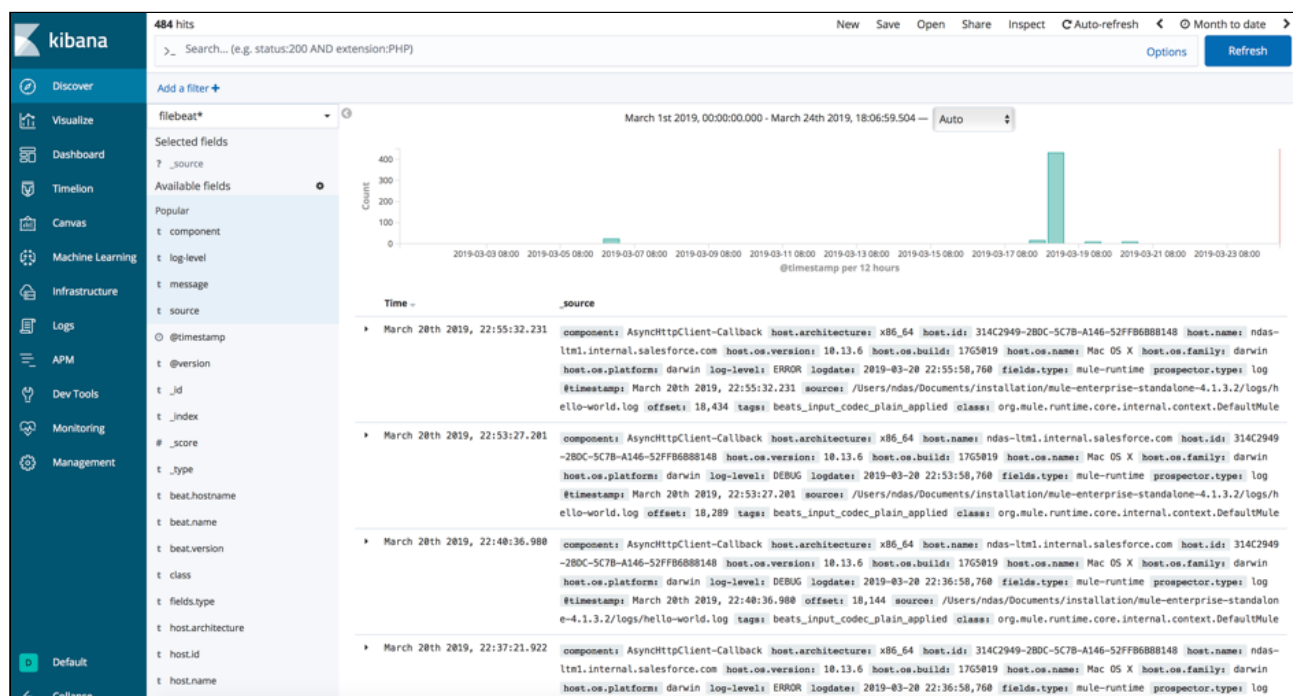 kibana
Discover
Visualize
Dashboard
Timelion
Canvas
Machine Learning
Infrastructure
Logs
APM
Dev Tools
Monitoring
Management
D Default
Collapse
484 hits
New Save Open Share Inspect Auto-refresh Month to date
>_ Search... (e.g. status:200 AND extension:PHP) Options Refresh
Add a filter +
filebeat*
Selected fields
? _source
Available fields
Popular
t component
t log-level
t message
t source
@timestamp
t @version
t _id
t _index
# _score
t _type
t beat.hostname
t beat.name
t beat.version
t class
t fields.type
t host.architecture
t host.id
t host.name
March 1st 2019, 00:00:00.000 - March 24th 2019, 18:06:59.504 — Auto
Count
400
300
200
100
0
2019-03-03 08:00 2019-03-05 08:00 2019-03-07 08:00 2019-03-09 08:00 2019-03-11 08:00 2019-03-13 08:00 2019-03-15 08:00 2019-03-17 08:00 2019-03-19 08:00 2019-03-21 08:00 2019-03-23 08:00
@timestamp per 12 hours
Time _source
March 20th 2019, 22:55:32.231 component: AsyncHttpClient-Callback host.architecture: x86_64 host.id: 314C2949-2BDC-5C7B-A146-52FFB6B88148 host.name: ndas-
ltm1.internal.salesforce.com host.os.version: 10.13.6 host.os.build: 17G5019 host.os.name: Mac OS X host.os.family: darwin
host.os.platform: darwin log-level: ERROR logdate: 2019-03-20 22:55:58,760 fields.type: mule-runtime prospector.type: log
@timestamp: March 20th 2019, 22:55:32.231 source: /Users/ndas/Documents/installation/mule-enterprise-standalone-4.1.3.2/logs/h
ello-world.log offset: 18,434 tags: beats_input_codec_plain_applied class: org.mule.runtime.core.internal.context.DefaultMule
March 20th 2019, 22:53:27.201 component: AsyncHttpClient-Callback host.architecture: x86_64 host.name: ndas-ltm1.internal.salesforce.com host.id: 314C2949
-2BDC-5C7B-A146-52FFB6B88148 host.os.version: 10.13.6 host.os.build: 17G5019 host.os.name: Mac OS X host.os.family: darwin
host.os.platform: darwin log-level: DEBUG logdate: 2019-03-20 22:53:58,760 fields.type: mule-runtime prospector.type: log
@timestamp: March 20th 2019, 22:53:27.201 source: /Users/ndas/Documents/installation/mule-enterprise-standalone-4.1.3.2/logs/h
ello-world.log offset: 18,289 tags: beats_input_codec_plain_applied class: org.mule.runtime.core.internal.context.DefaultMule
March 20th 2019, 22:40:36.980 component: AsyncHttpClient-Callback host.architecture: x86_64 host.name: ndas-ltm1.internal.salesforce.com host.id: 314C2949
-2BDC-5C7B-A146-52FFB6B88148 host.os.version: 10.13.6 host.os.build: 17G5019 host.os.name: Mac OS X host.os.family: darwin
host.os.platform: darwin log-level: DEBUG logdate: 2019-03-20 22:36:58,760 fields.type: mule-runtime prospector.type: log
@timestamp: March 20th 2019, 22:40:36.980 offset: 18,144 source: /Users/ndas/Documents/installation/mule-enterprise-standalon
e-4.1.3.2/logs/hello-world.log tags: beats_input_codec_plain_applied class: org.mule.runtime.core.internal.context.DefaultMule
March 20th 2019, 22:37:21.922 component: AsyncHttpClient-Callback host.architecture: x86_64 host.id: 314C2949-2BDC-5C7B-A146-52FFB6B88148 host.name: ndas-
ltm1.internal.salesforce.com host.os.version: 10.13.6 host.os.build: 17G5019 host.os.name: Mac OS X host.os.family: darwin
host.os.platform: darwin log-level: ERROR logdate: 2019-03-20 22:36:58,760 fields.type: mule-runtime prospector.type: log